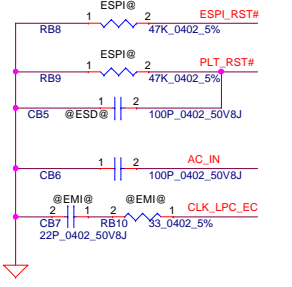 ESPI@ ESPI_RST#
1 2
RB8 47K_0402_5%
ESPI@ PLT_RST#
1 2
RB9 47K_0402_5%
1 2
CB5 @ESD@ 100P_0402_50V8J
1 2 AC_IN
CB6 100P_0402_50V8J
@EMI@ @EMI@
2 1 2 1 CLK_LPC_EC
CB7 RB10 33_0402_5%
22P_0402_50V8J